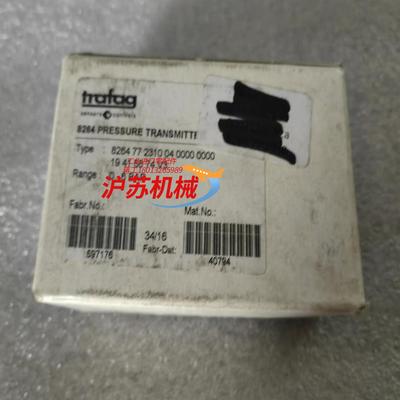 trafag
sensors controls
8264 PRESSURE TRANSMITTE
a
Type : 8264 77 2310 04 0000 0000
19
Range
沪苏机械
Fabr.No.:
Mat.No.:
34/16
597176
Fabr-Dat:
40794